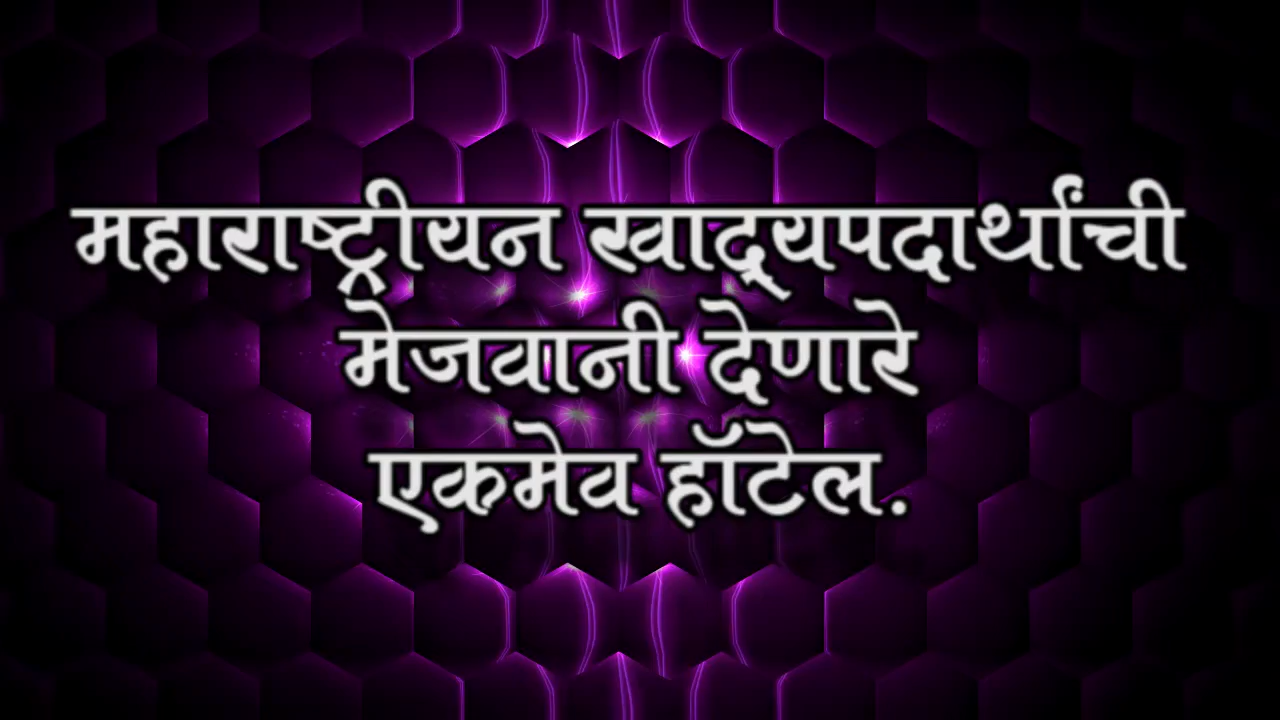 महाराष्ट्रीयन खाद्यपदार्थांची
मेजवानी देणारे
एकमेव हॉटेल.